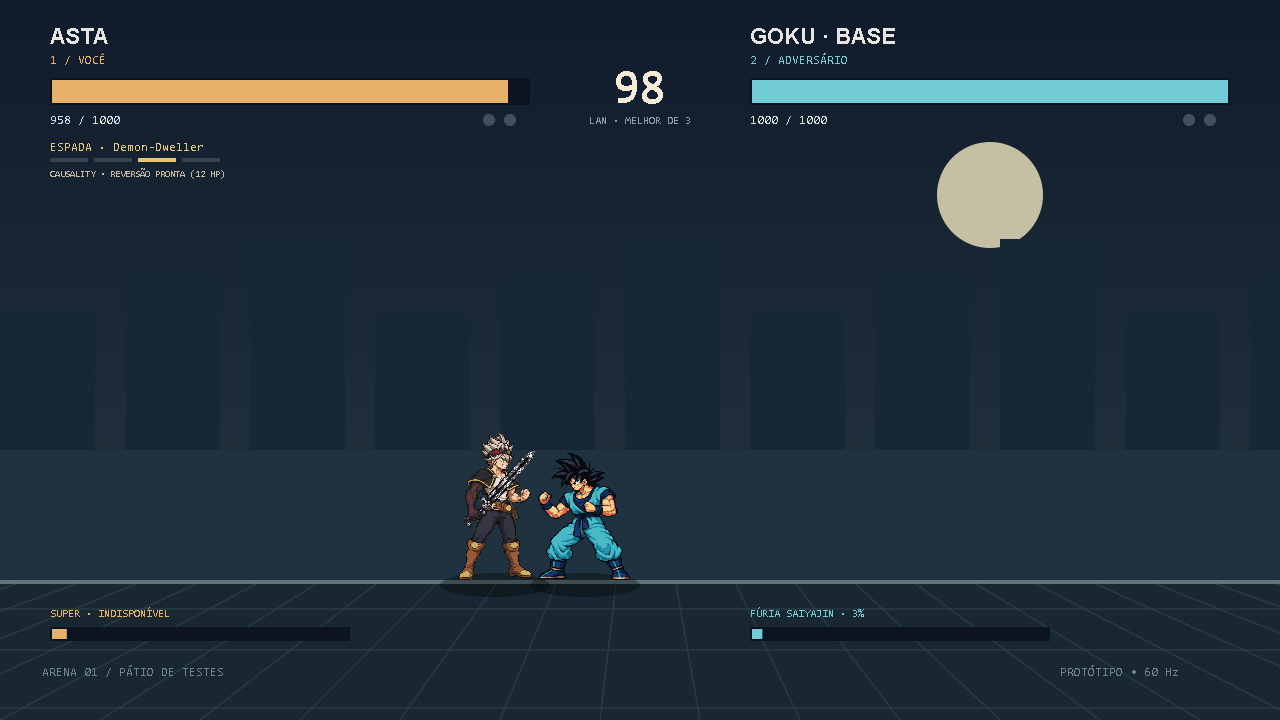 ASTA
1 / VOCÊ
958 / 1000
ESPADA · Demon-Dweller
CAUSALITY · REVERSÃO PRONTA (12 HP)
98
LAN · MELHOR DE 3
GOKU · BASE
2 / ADVERSÁRIO
1000 / 1000
SUPER · INDISPONÍVEL
FÚRIA SAIYAJIN · 3%
ARENA 01 / PÁTIO DE TESTES
PROTÓTIPO • 60 Hz